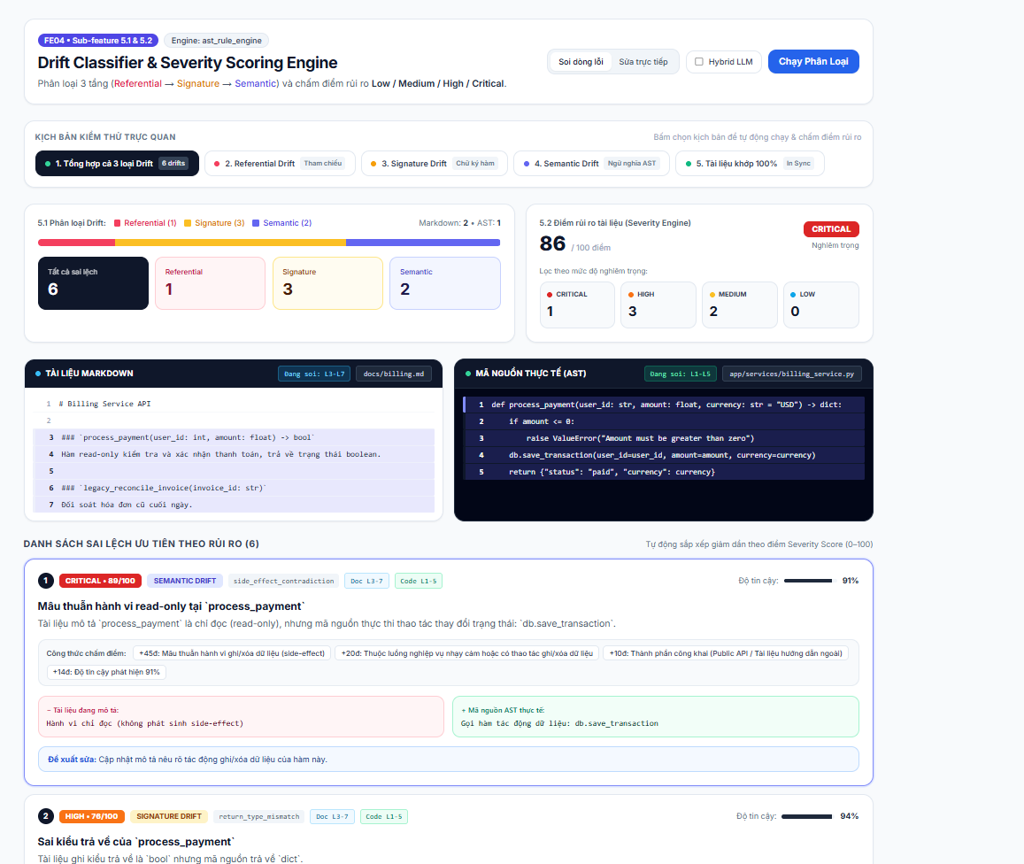 FE04 • Sub-feature 5.1 & 5.2 Engine: ast_rule_engine
Drift Classifier & Severity Scoring Engine
Phân loại 3 tầng (Referential → Signature → Semantic) và chấm điểm rủi ro Low / Medium / High / Critical.
Soi dòng lỗi Sửa trực tiếp Hybrid LLM Chạy Phân Loại
KỊCH BẢN KIỂM THỬ TRỰC QUAN
Bấm chọn kịch bản để tự động chạy & chấm điểm rủi ro
1. Tổng hợp cả 3 loại Drift 6 drifts
2. Referential Drift Tham chiếu
3. Signature Drift Chữ ký hàm
4. Semantic Drift Ngữ nghĩa AST
5. Tài liệu khớp 100% In Sync
5.1 Phân loại Drift: Referential (1) Signature (3) Semantic (2) Markdown: 2 • AST: 1
Tất cả sai lệch
6
Referential
1
Signature
3
Semantic
2
5.2 Điểm rủi ro tài liệu (Severity Engine)
86 / 100 điểm
CRITICAL
Nghiêm trọng
Lọc theo mức độ nghiêm trọng:
CRITICAL
1
HIGH
3
MEDIUM
2
LOW
0
TÀI LIỆU MARKDOWN Đang soi: L3-L7 docs/billing.md
1 # Billing Service API
2
3 ### `process_payment(user_id: int, amount: float) -> bool`
4 Hàm read-only kiểm tra và xác nhận thanh toán, trả về trạng thái boolean.
5
6 ### `legacy_reconcile_invoice(invoice_id: str)`
7 Đối soát hóa đơn cũ cuối ngày.
MÃ NGUỒN THỰC TẾ (AST) Đang soi: L1-L5 app/services/billing_service.py
1 def process_payment(user_id: str, amount: float, currency: str = "USD") -> dict:
2 if amount <= 0:
3 raise ValueError("Amount must be greater than zero")
4 db.save_transaction(user_id=user_id, amount=amount, currency=currency)
5 return {"status": "paid", "currency": currency}
DANH SÁCH SAI LỆCH ƯU TIÊN THEO RỦI RO (6)
Tự động sắp xếp giảm dần theo điểm Severity Score (0–100)
1 CRITICAL • 89/100 SEMANTIC DRIFT side_effect_contradiction Doc L3-7 Code L1-5 Độ tin cậy: 91%
Mâu thuẫn hành vi read-only tại `process_payment`
Tài liệu mô tả `process_payment` là chỉ đọc (read-only), nhưng mã nguồn thực thi thao tác thay đổi trạng thái: `db.save_transaction`.
Công thức chấm điểm: +45đ: Mâu thuẫn hành vi ghi/xóa dữ liệu (side-effect) +20đ: Thuộc luồng nghiệp vụ nhạy cảm hoặc có thao tác ghi/xóa dữ liệu +10đ: Thành phần công khai (Public API / Tài liệu hướng dẫn ngoài)
+14đ: Độ tin cậy phát hiện 91%
− Tài liệu đang mô tả:
Hành vi chỉ đọc (không phát sinh side-effect)
+ Mã nguồn AST thực tế:
Gọi hàm tác động dữ liệu: db.save_transaction
Đề xuất sửa: Cập nhật mô tả nêu rõ tác động ghi/xóa dữ liệu của hàm này.
2 HIGH • 76/100 SIGNATURE DRIFT return_type_mismatch Doc L3-7 Code L1-5 Độ tin cậy: 94%
Sai kiểu trả về của `process_payment`
Tài liệu ghi kiểu trả về là `bool` nhưng mã nguồn trả về `dict`.